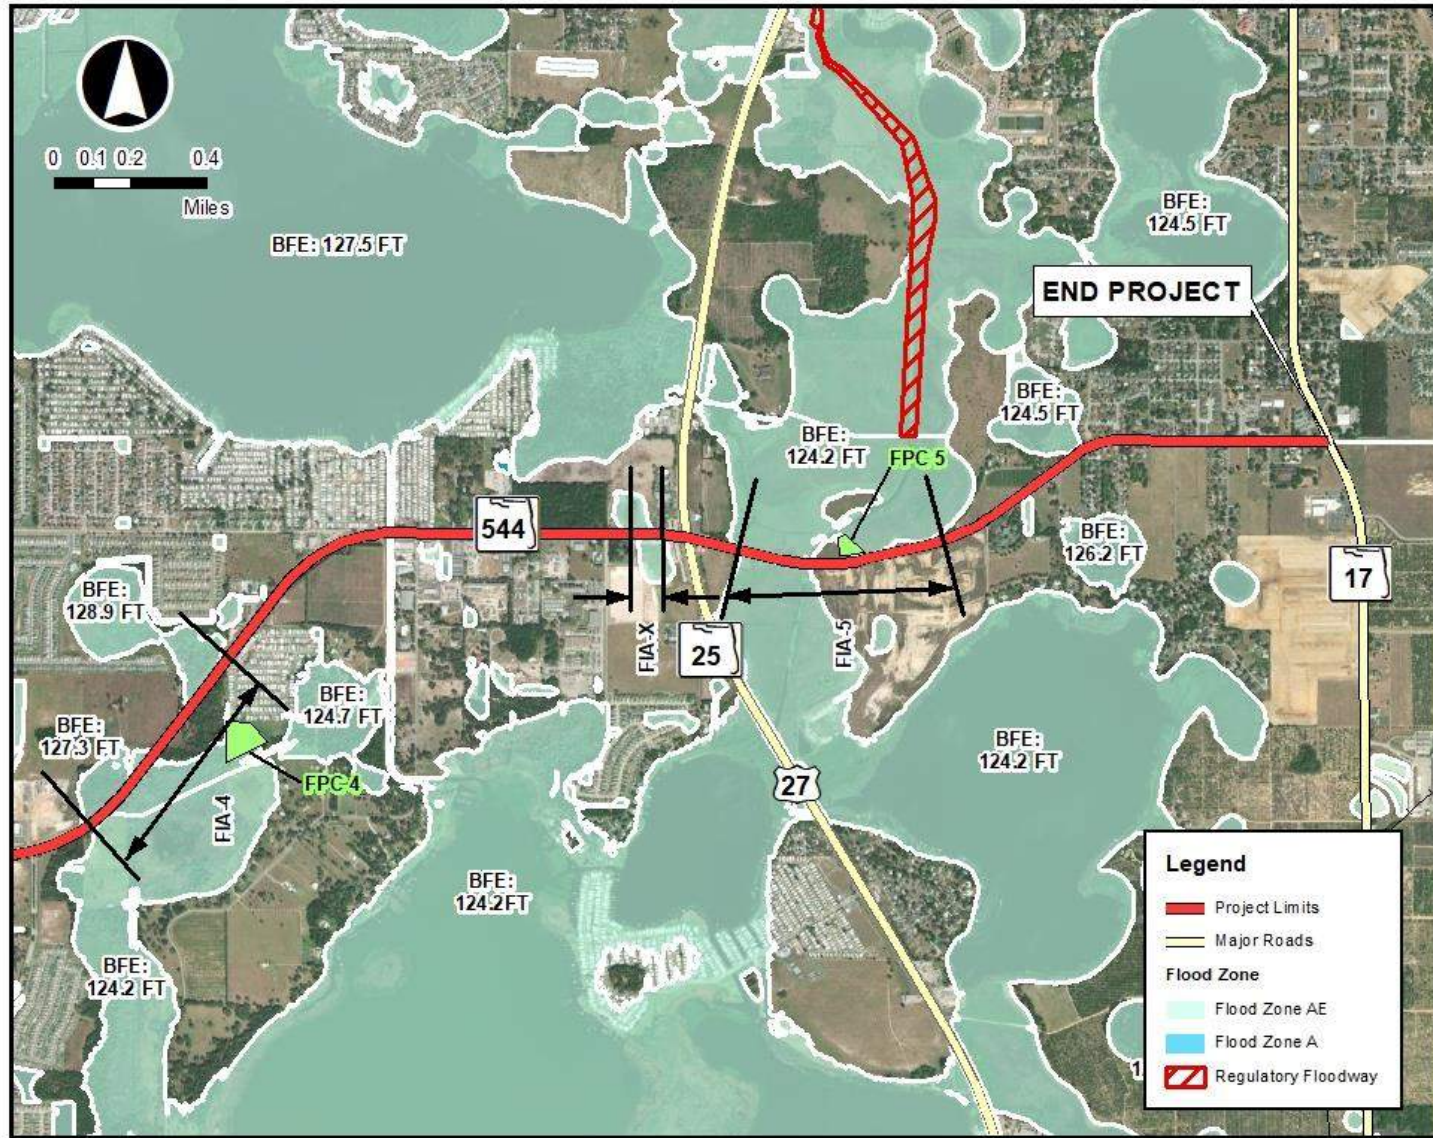 0 0.1 0.2 0.4
Miles
BFE: 127.5 FT
BFE:
124.5 FT
END PROJECT
BFE:
124.5 FT
BFE:
124.2 FT
FPC 5
544
BFE:
126.2 FT
17
BFE:
128.9 FT
FIA-X
25
FIA-5
BFE:
124.7 FT
BFE:
127.3 FT
FPC 4
FIA-4
BFE:
124.2 FT
27
BFE:
124.2FT
BFE:
124.2 FT
Legend
Project Limits
Major Roads
Flood Zone
Flood Zone AE
Flood Zone A
Regulatory Floodway